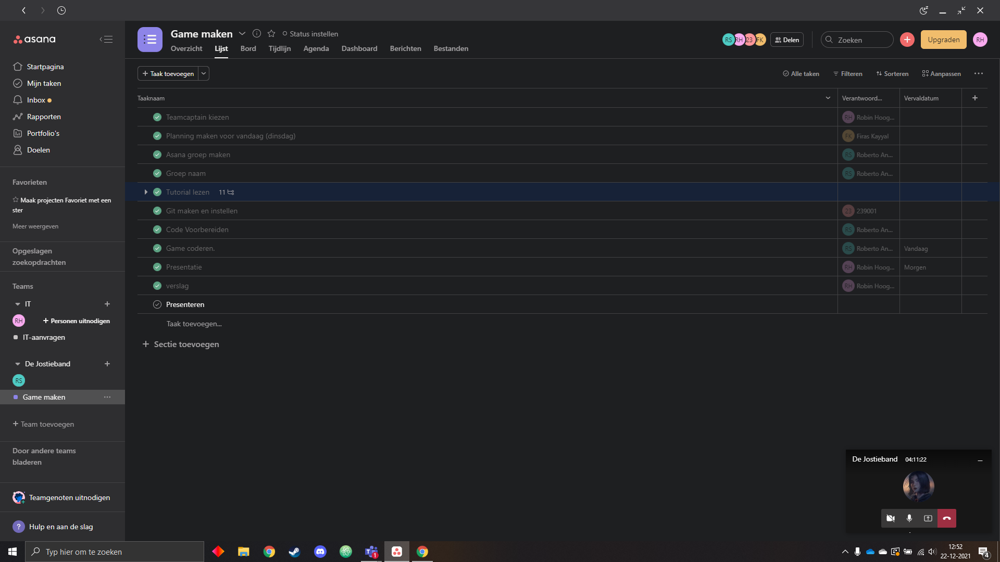 asana
Startpagina
Mijn taken
Inbox
Rapporten
Portfolio's
Doelen
Favorieten
Maak projecten Favoriet met een
ster
Meer weergeven
Opgeslagen
zoekopdrachten
Teams
IT
RH
Personen uitnodigen
IT-aanvragen
De Jostieband
RS
Game maken
Team toevoegen
Door andere teams
bladeren
Teamgenoten uitnodigen
? Hulp en aan de slag
Game maken
Status instellen
Overzicht Lijst Bord Tijdlijn Agenda Dashboard Berichten Bestanden
RS RH 23 FK Delen Zoeken Upgraden RH
Taak toevoegen
Alle taken Filteren Sorteren Aanpassen
Taaknaam Verantwoord... Vervaldatum
Teamcaptain kiezen RH Robin Hoog...
Planning maken voor vandaag (dinsdag) FK Firas Kayyal
Asana groep maken RS Roberto An...
Groep naam RS Roberto An...
Tutorial lezen 11
Git maken en instellen 23 239001
Code Voorbereiden RS Roberto An...
Game coderen. RS Roberto An... Vandaag
Presentatie RH Robin Hoog... Morgen
verslag RH Robin Hoog...
Presenteren
Taak toevoegen...
Sectie toevoegen
De Jostieband 04:11:22
Typ hier om te zoeken
T
1
12:52
22-12-2021
4